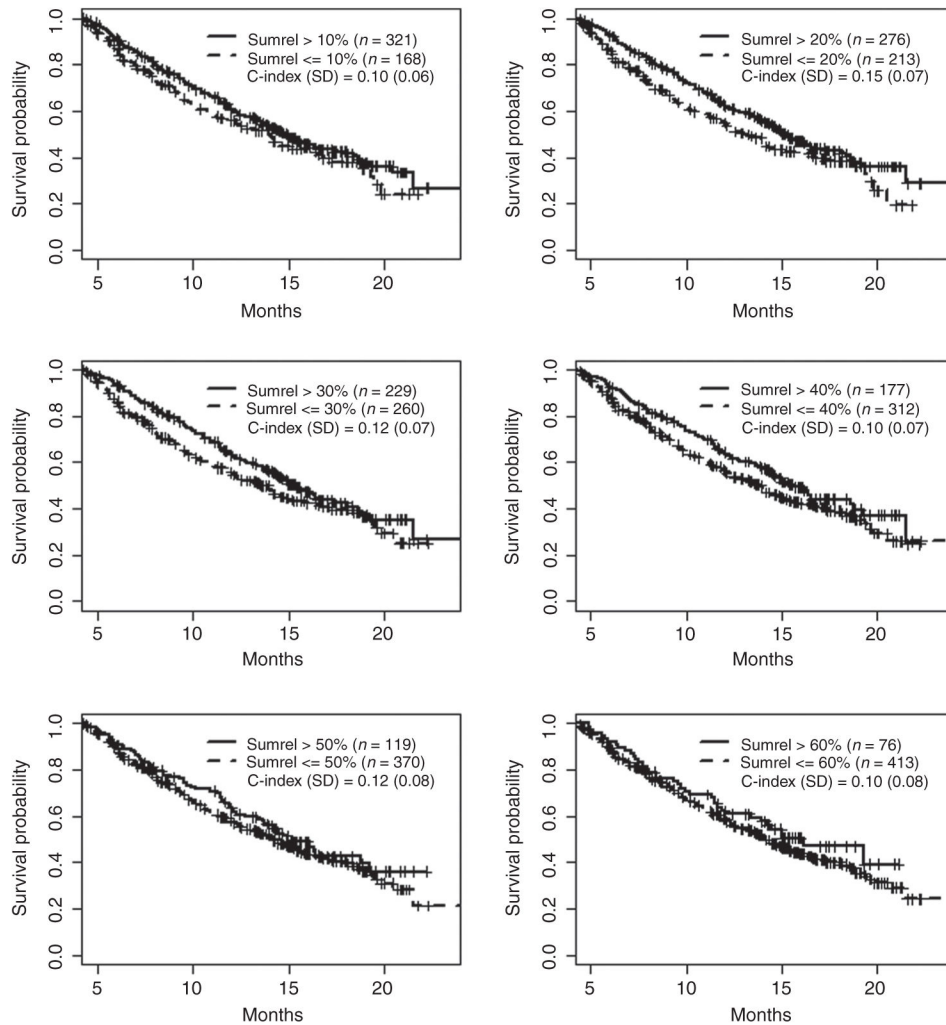 Survival probability
1.0
0.8
0.6
0.4
0.2
0.0
Sumrel > 10% (n = 321)
Sumrel <= 10% (n = 168)
C-index (SD) = 0.10 (0.06)
5 10 15 20
Months
Survival probability
1.0
0.8
0.6
0.4
0.2
0.0
Sumrel > 20% (n = 276)
Sumrel <= 20% (n = 213)
C-index (SD) = 0.15 (0.07)
5 10 15 20
Months
Survival probability
1.0
0.8
0.6
0.4
0.2
0.0
Sumrel > 30% (n = 229)
Sumrel <= 30% (n = 260)
C-index (SD) = 0.12 (0.07)
5 10 15 20
Months
Survival probability
1.0
0.8
0.6
0.4
0.2
0.0
Sumrel > 40% (n = 177)
Sumrel <= 40% (n = 312)
C-index (SD) = 0.10 (0.07)
5 10 15 20
Months
Survival probability
1.0
0.8
0.6
0.4
0.2
0.0
Sumrel > 50% (n = 119)
Sumrel <= 50% (n = 370)
C-index (SD) = 0.12 (0.08)
5 10 15 20
Months
Survival probability
1.0
0.8
0.6
0.4
0.2
0.0
Sumrel > 60% (n = 76)
Sumrel <= 60% (n = 413)
C-index (SD) = 0.10 (0.08)
5 10 15 20
Months